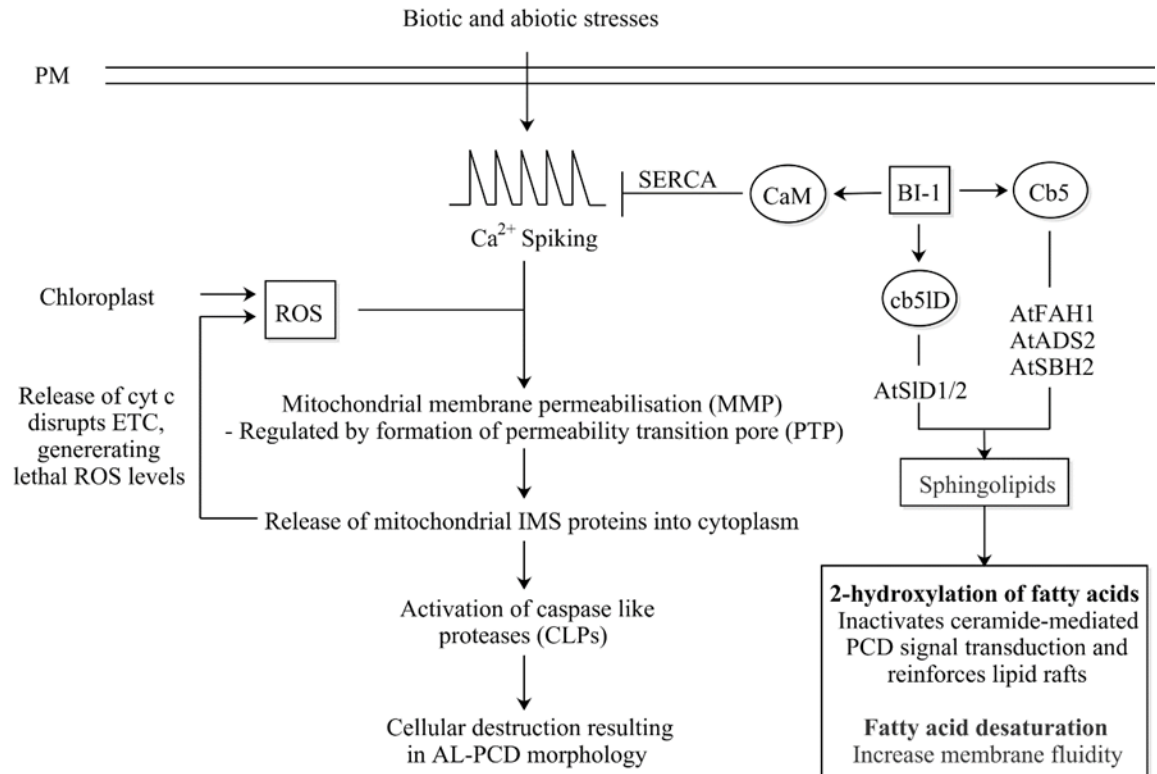 Biotic and abiotic stresses
PM
SERCA
CaM
BI-1
Cb5
Ca2+ Spiking
cb5lD
Chloroplast
ROS
AtFAH1
AtADS2
AtSBH2
AtSlD1/2
Release of cyt c
disrupts ETC,
genererating
lethal ROS levels
Mitochondrial membrane permeabilisation (MMP)
- Regulated by formation of permeability transition pore (PTP)
Sphingolipids
Release of mitochondrial IMS proteins into cytoplasm
Activation of caspase like
proteases (CLPs)
Cellular destruction resulting
in AL-PCD morphology
2-hydroxylation of fatty acids
Inactivates ceramide-mediated
PCD signal transduction and
reinforces lipid rafts
Fatty acid desaturation
Increase membrane fluidity